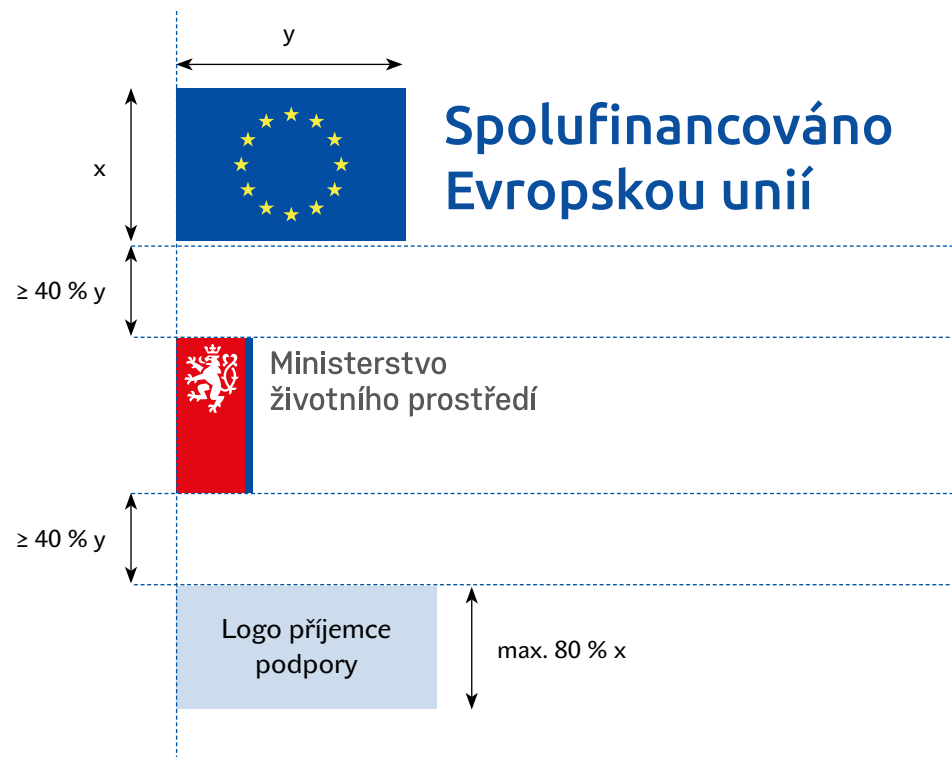 y
Spolufinancováno
Evropskou unií
x
≥ 40 % y
Ministerstvo
životního prostředí
≥ 40 % y
Logo příjemce
podpory
max. 80 % x